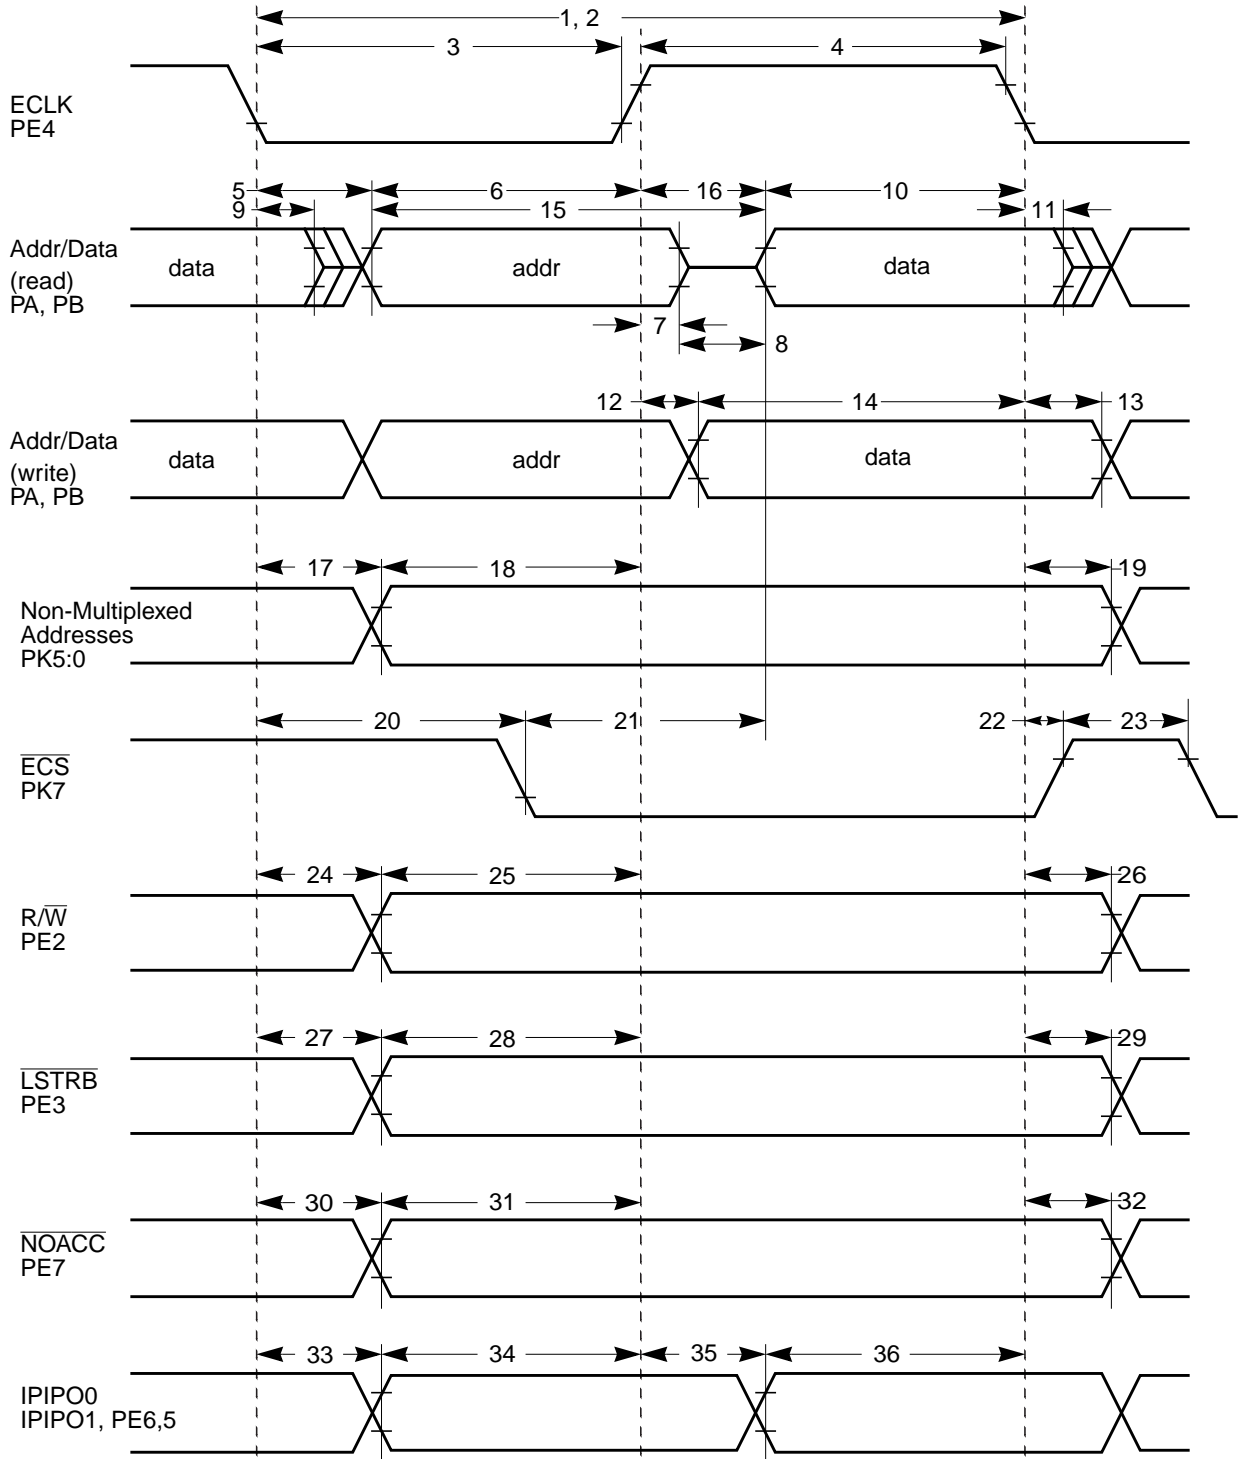 1, 2
3
4
ECLK
PE4
5
6
16
10
9
15
11
Addr/Data
(read)
PA, PB
data
addr
data
7
8
12
14
13
Addr/Data
(write)
PA, PB
data
addr
data
17
18
19
Non-Multiplexed
Addresses
PK5:0
20
21
22
23
ECS
PK7
24
25
26
R/W
PE2
27
28
29
LSTRB
PE3
30
31
32
NOACC
PE7
33
34
35
36
IPIPO0
IPIPO1, PE6,5